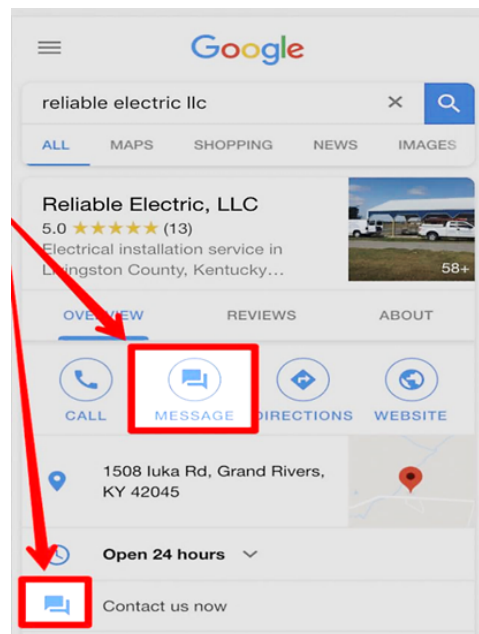 Google
reliable electric llc
ALL MAPS SHOPPING NEWS IMAGES
Reliable Electric, LLC
5.0 (13)
Electrical installation service in
Livingston County, Kentucky...
58+
OVERVIEW REVIEWS ABOUT
CALL MESSAGE DIRECTIONS WEBSITE
1508 Iuka Rd, Grand Rivers,
KY 42045
Open 24 hours
Contact us now